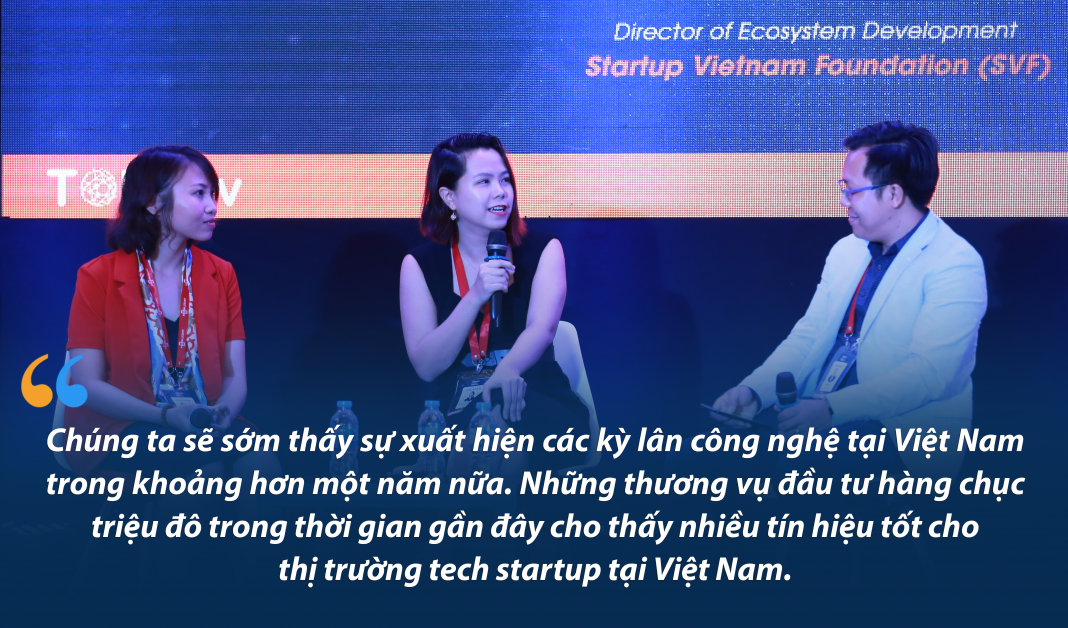 Director of Ecosystem Development
Startup Vietnam Foundation (SVF)
Chúng ta sẽ sớm thấy sự xuất hiện các kỳ lân công nghệ tại Việt Nam
trong khoảng hơn một năm nữa. Những thương vụ đầu tư hàng chục
triệu đô trong thời gian gần đây cho thấy nhiều tín hiệu tốt cho
thị trường tech startup tại Việt Nam.